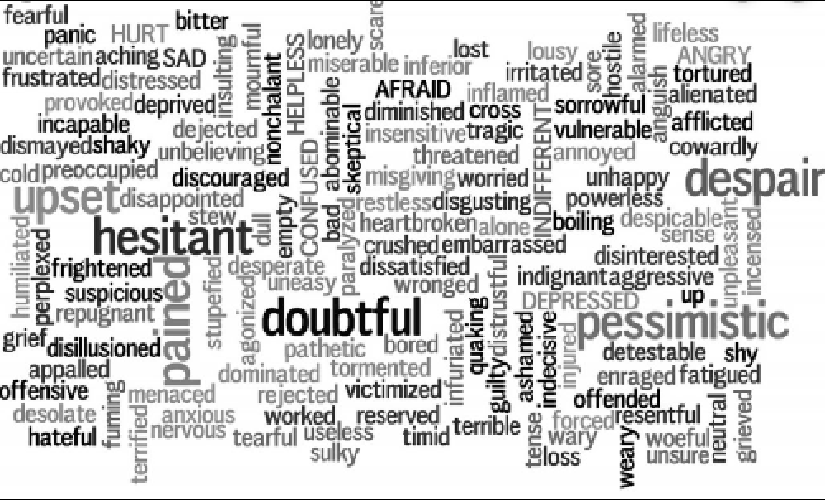 fearful
bitter
panic
HURT
scare
lonely
lost
lousy
lifeless
uncertain
aching
SAD
insulting
mournful
HELPLESS
miserable
inferior
irritated
sore
hostile
alarmed
ANGRY
frustrated
distressed
tortured
provoked
deprived
nonchalant
abominable
AFRAID
inflamed
sorrowful
anguish
alienated
incapable
dejected
skeptical
diminished
cross
insensitive
tragic
INDIFFERENT
vulnerable
afflicted
dismayed
shaky
unbelieving
CONFUSED
threatened
annoyed
cowardly
cold
preoccupied
discouraged
misgiving
worried
unhappy
despair
upset
disappointed
empty
bad
paralyzed
restless
disgusting
powerless
stew
dull
heartbroken
alone
boiling
despicable
hesitant
crushed
embarrassed
sense
unpleasant
incensed
humiliated
perplexed
frightened
desperate
dissatisfied
disinterested
suspicious
pained
stupefied
uneasy
wronged
distrustful
indignant
aggressive
repugnant
agonized
doubtful
DEPRESSED
up
pessimistic
grief
disillusioned
pathetic
bored
infuriated
quaking
guilty
ashamed
indecisive
injured
detestable
shy
appalled
dominated
tormented
enraged
fatigued
offensive
fuming
menaced
rejected
victimized
offended
desolate
terrified
anxious
worked
reserved
terrible
tense
forced
resentful
neutral
grieved
hateful
nervous
tearful
useless
timid
wary
weary
woeful
sulky
loss
unsure